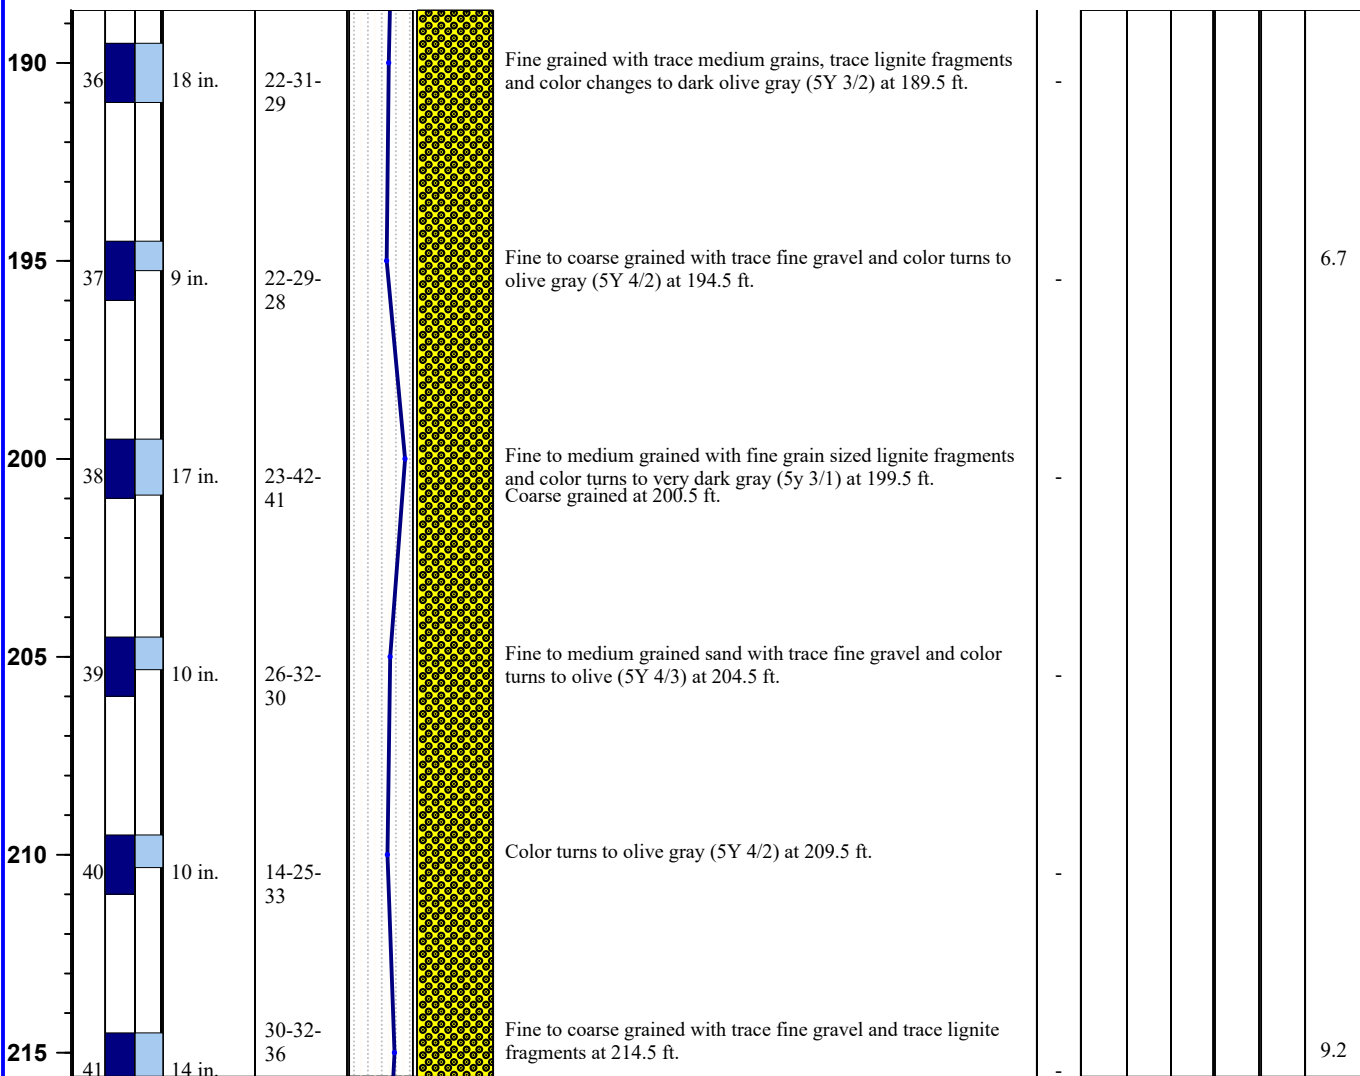 190
36
18 in.
22-31-
29
Fine grained with trace medium grains, trace lignite fragments
and color changes to dark olive gray (5Y 3/2) at 189.5 ft.
-
195
37
9 in.
22-29-
28
Fine to coarse grained with trace fine gravel and color turns to
olive gray (5Y 4/2) at 194.5 ft.
-
6.7
200
38
17 in.
23-42-
41
Fine to medium grained with fine grain sized lignite fragments
and color turns to very dark gray (5y 3/1) at 199.5 ft.
Coarse grained at 200.5 ft.
-
205
39
10 in.
26-32-
30
Fine to medium grained sand with trace fine gravel and color
turns to olive (5Y 4/3) at 204.5 ft.
-
210
40
10 in.
14-25-
33
Color turns to olive gray (5Y 4/2) at 209.5 ft.
-
215
41
14 in.
30-32-
36
Fine to coarse grained with trace fine gravel and trace lignite
fragments at 214.5 ft.
-
9.2